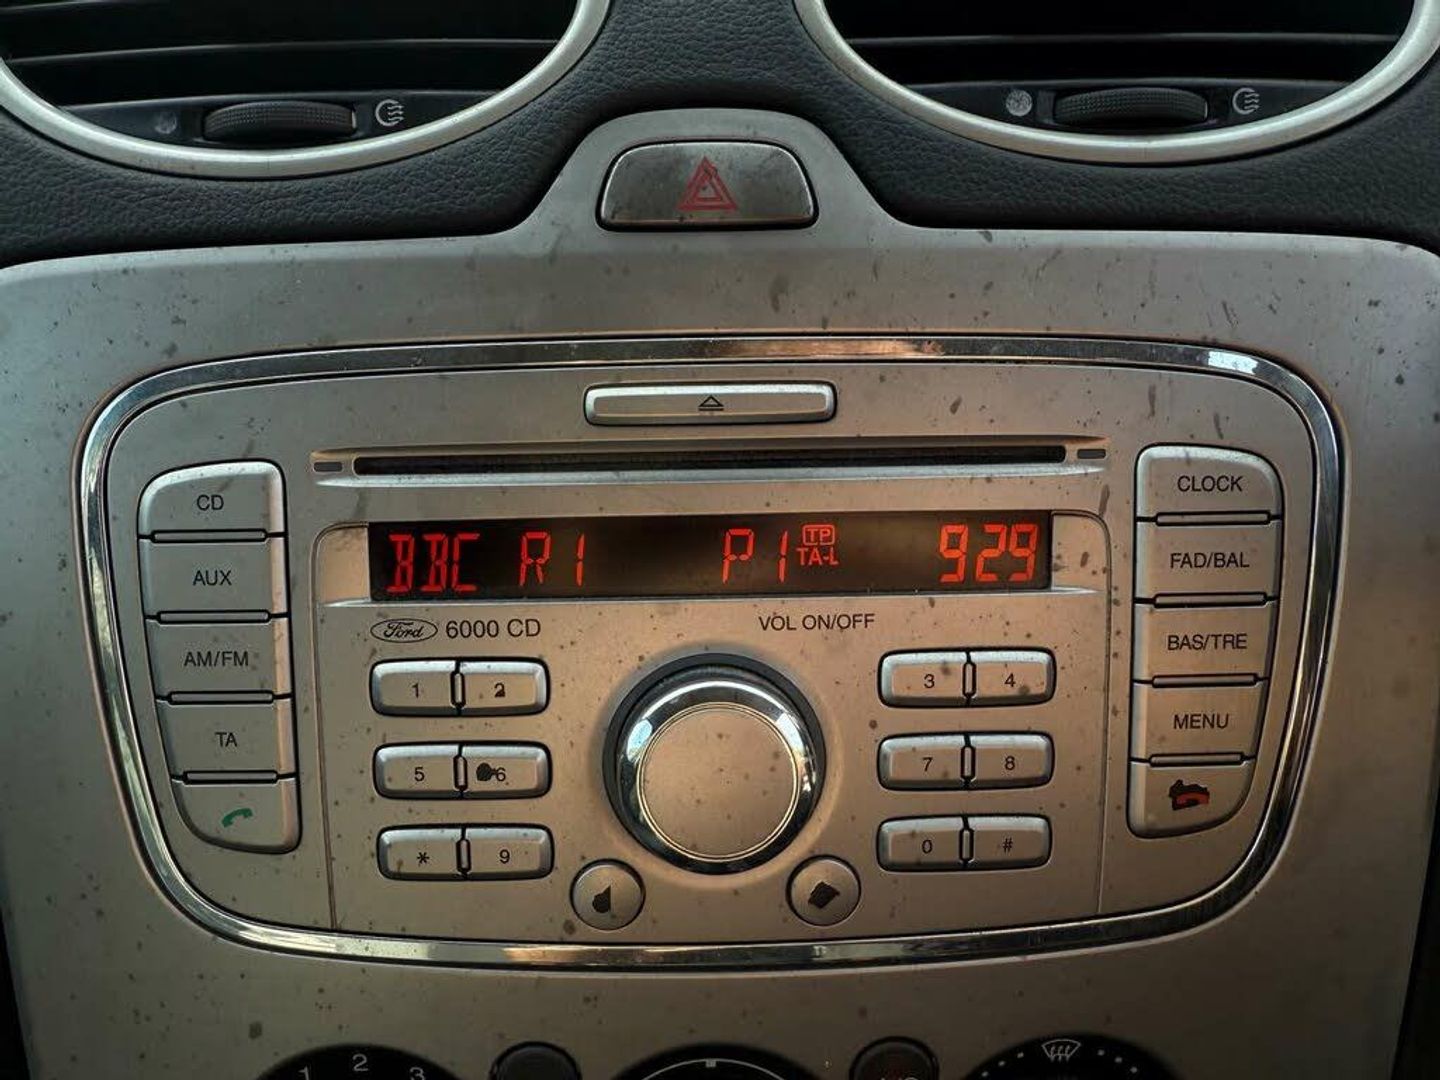 CD
AUX
AM/FM
TA
BBC R1 P1 TP TA-L 929
Ford 6000 CD
VOL ON/OFF
1 2 3 4
5 6 7 8
* 9 0 #
CLOCK
FAD/BAL
BAS/TRE
MENU
1 2 3